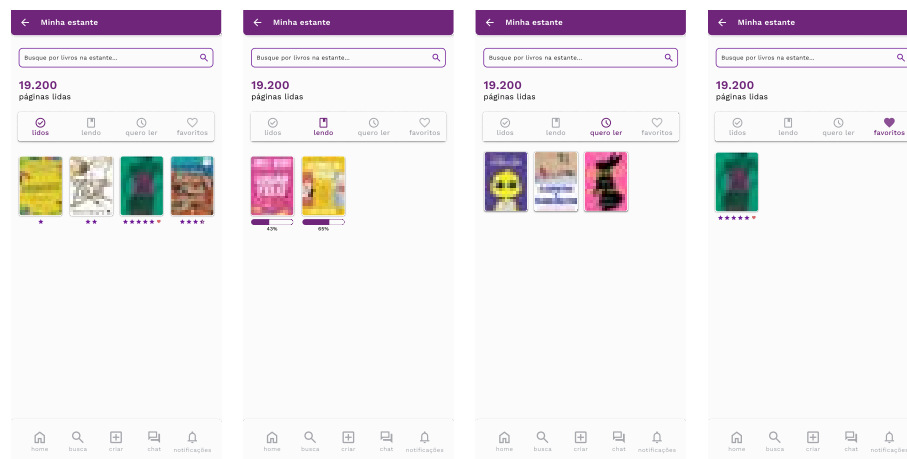 Minha estante
Busque por livros na estante...
19.200
páginas lidas
lidos
lendo
quero ler
favoritos
43%
home
busca
criar
chat
notificações
Minha estante
Busque por livros na estante...
19.200
páginas lidas
lidos
lendo
quero ler
favoritos
43%
68%
home
busca
criar
chat
notificações
Minha estante
Busque por livros na estante...
19.200
páginas lidas
lidos
lendo
quero ler
favoritos
home
busca
criar
chat
notificações
Minha estante
Busque por livros na estante...
19.200
páginas lidas
lidos
lendo
quero ler
favoritos
home
busca
criar
chat
notificações